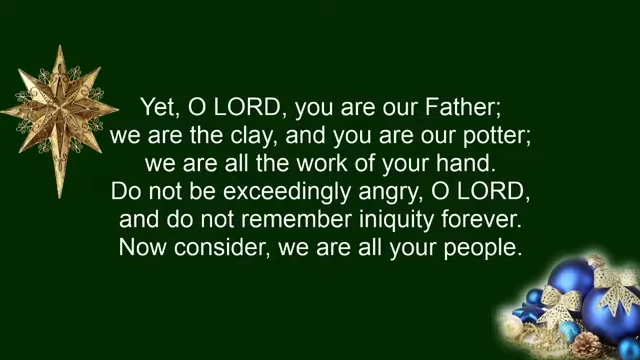 Yet, O LORD, you are our Father;
we are the clay, and you are our potter;
we are all the work of your hand.
Do not be exceedingly angry, O LORD,
and do not remember iniquity forever.
Now consider, we are all your people.